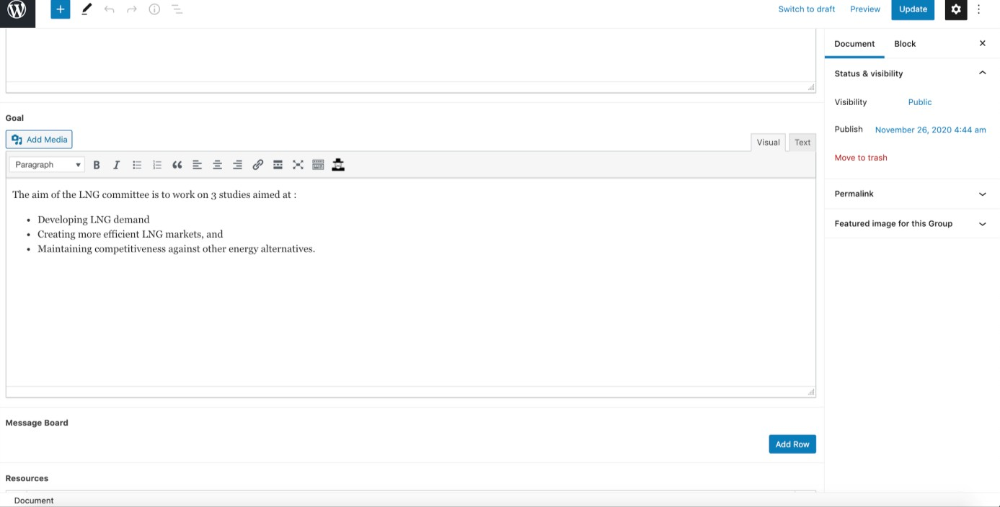 Switch to draft Preview Update
Document Block
Status & visibility
Visibility Public
Publish November 26, 2020 4:44 am
Move to trash
Permalink
Featured image for this Group
Goal
Add Media
Visual Text
Paragraph
The aim of the LNG committee is to work on 3 studies aimed at :
• Developing LNG demand
• Creating more efficient LNG markets, and
• Maintaining competitiveness against other energy alternatives.
Message Board
Add Row
Resources
Document